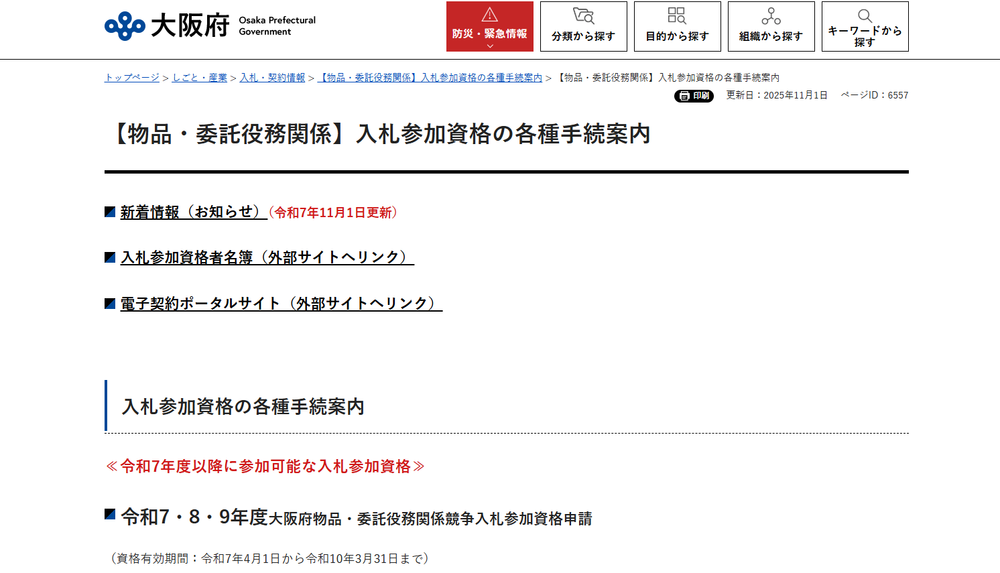 大阪府
Osaka Prefectural
Government
防災・緊急情報
分類から探す
目的から探す
組織から探す
キーワードから
探す
トップページ > しごと・産業 > 入札・契約情報 > 【物品・委託役務関係】入札参加資格の各種手続案内 > 【物品・委託役務関係】入札参加資格の各種手続案内
印刷 更新日：2025年11月1日 ページID：6557
【物品・委託役務関係】入札参加資格の各種手続案内
新着情報（お知らせ）（令和7年11月1日更新）
入札参加資格者名簿（外部サイトへリンク）
電子契約ポータルサイト（外部サイトへリンク）
入札参加資格の各種手続案内
≪令和7年度以降に参加可能な入札参加資格≫
令和7・8・9年度大阪府物品・委託役務関係競争入札参加資格申請
（資格有効期間：令和7年4月1日から令和10年3月31日まで）